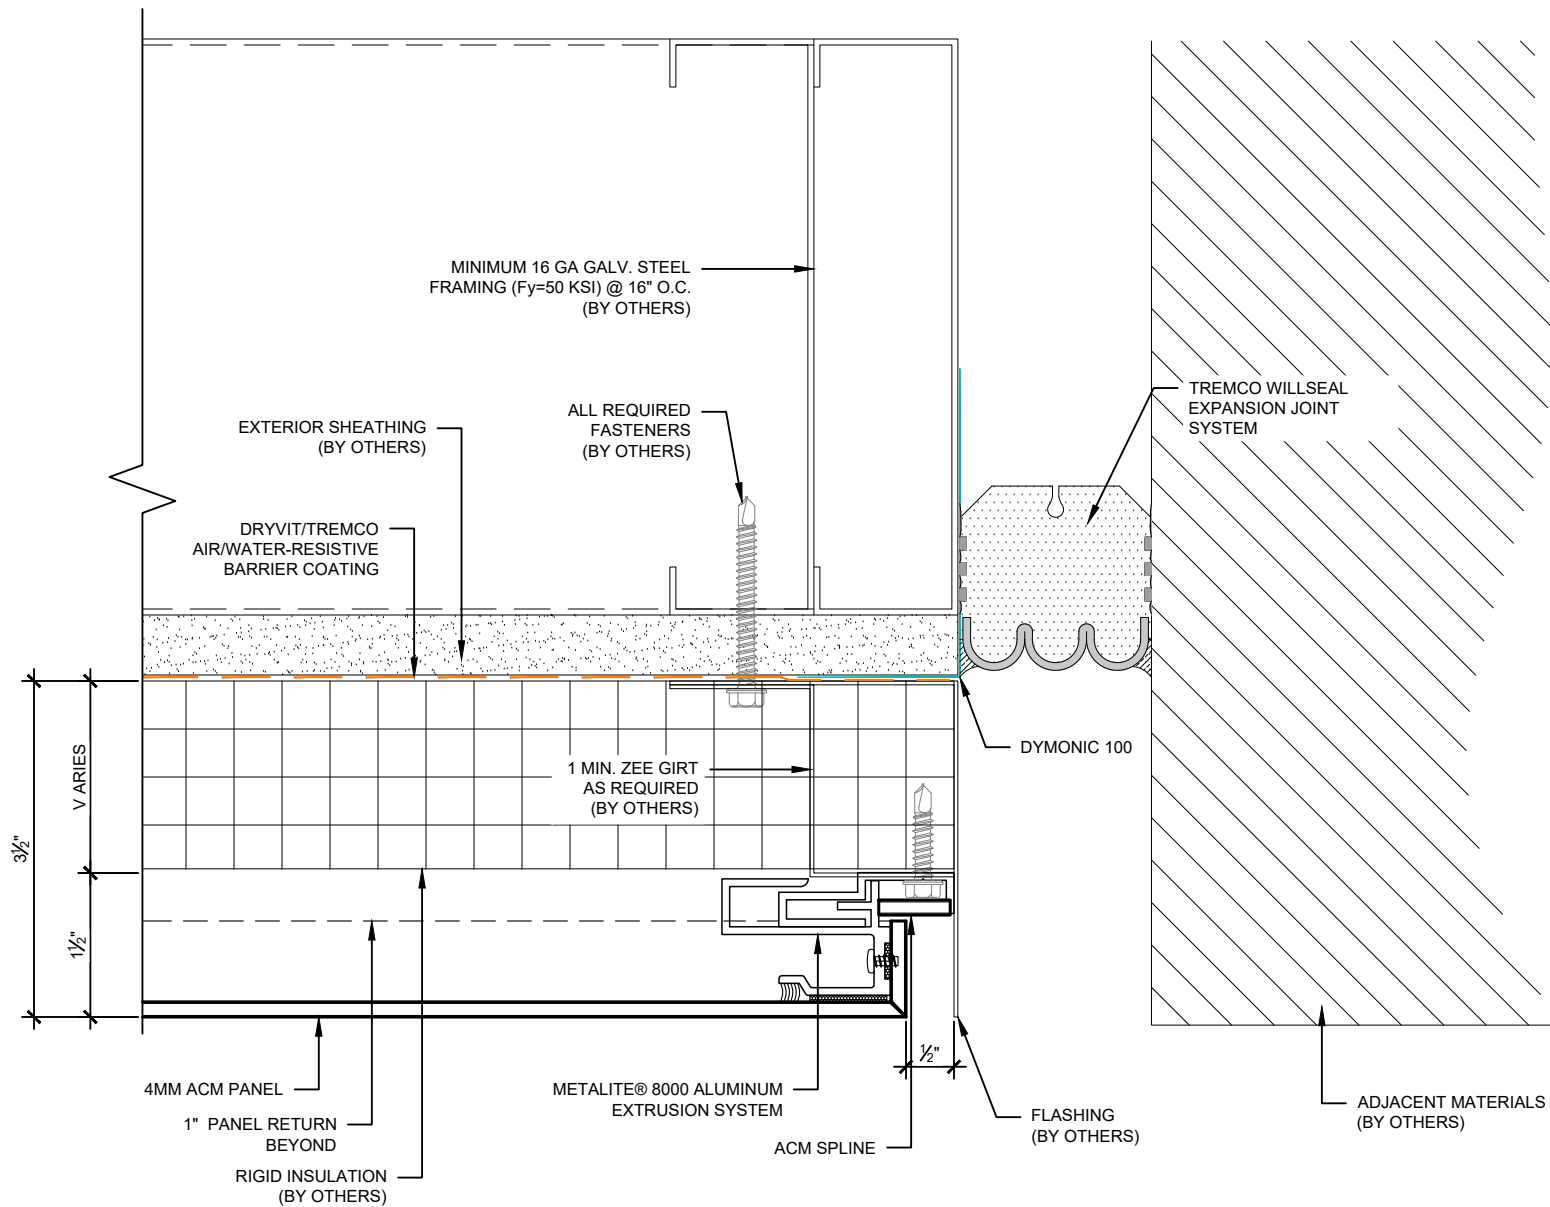 MINIMUM 16 GA GALV. STEEL
FRAMING (Fy=50 KSI) @ 16" O.C.
(BY OTHERS)
TREMCO WILLSEAL
EXPANSION JOINT
SYSTEM
ALL REQUIRED
FASTENERS
(BY OTHERS)
EXTERIOR SHEATHING
(BY OTHERS)
DRYVIT/TREMCO
AIR/WATER-RESISTIVE
BARRIER COATING
DYMONIC 100
1 MIN. ZEE GIRT
AS REQUIRED
(BY OTHERS)
V ARIES
3½"
1½"
½"
4MM ACM PANEL
1" PANEL RETURN
BEYOND
RIGID INSULATION
(BY OTHERS)
METALITE® 8000 ALUMINUM
EXTRUSION SYSTEM
ACM SPLINE
FLASHING
(BY OTHERS)
ADJACENT MATERIALS
(BY OTHERS)